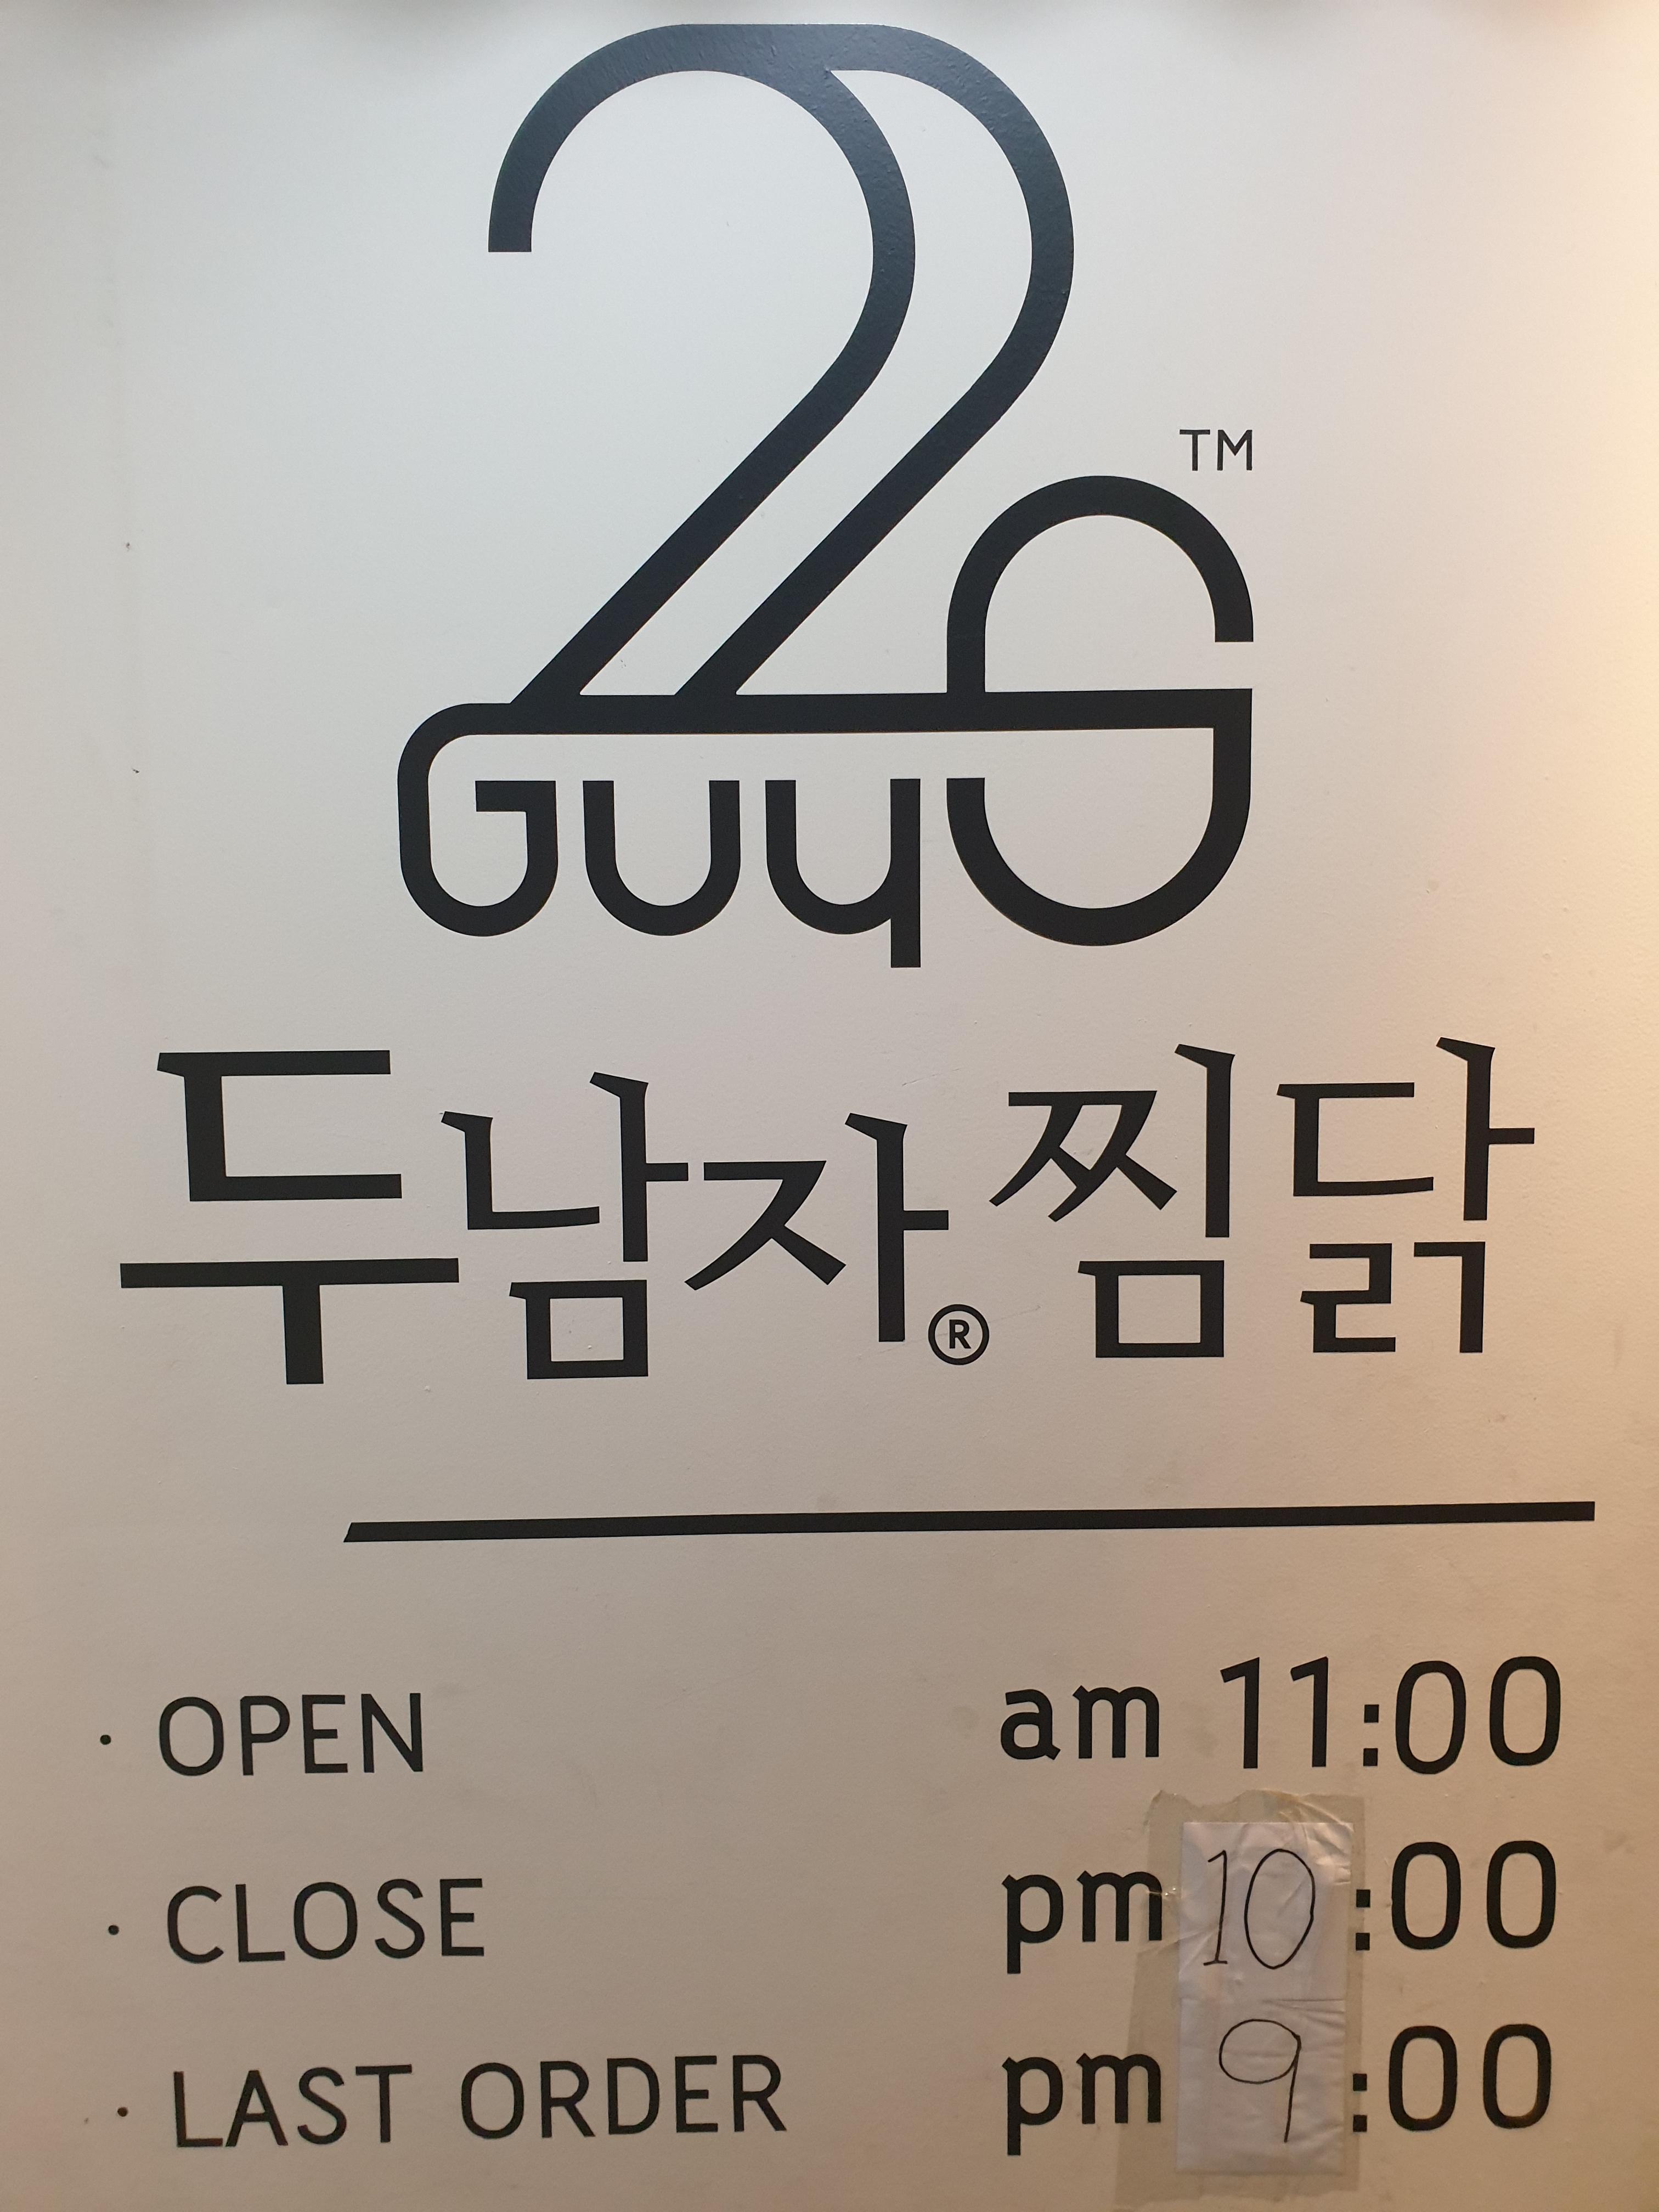 2 TM
Guys
두남자® 찜닭
· OPEN am 11:00
· CLOSE pm 10:00
· LAST ORDER pm 9:00